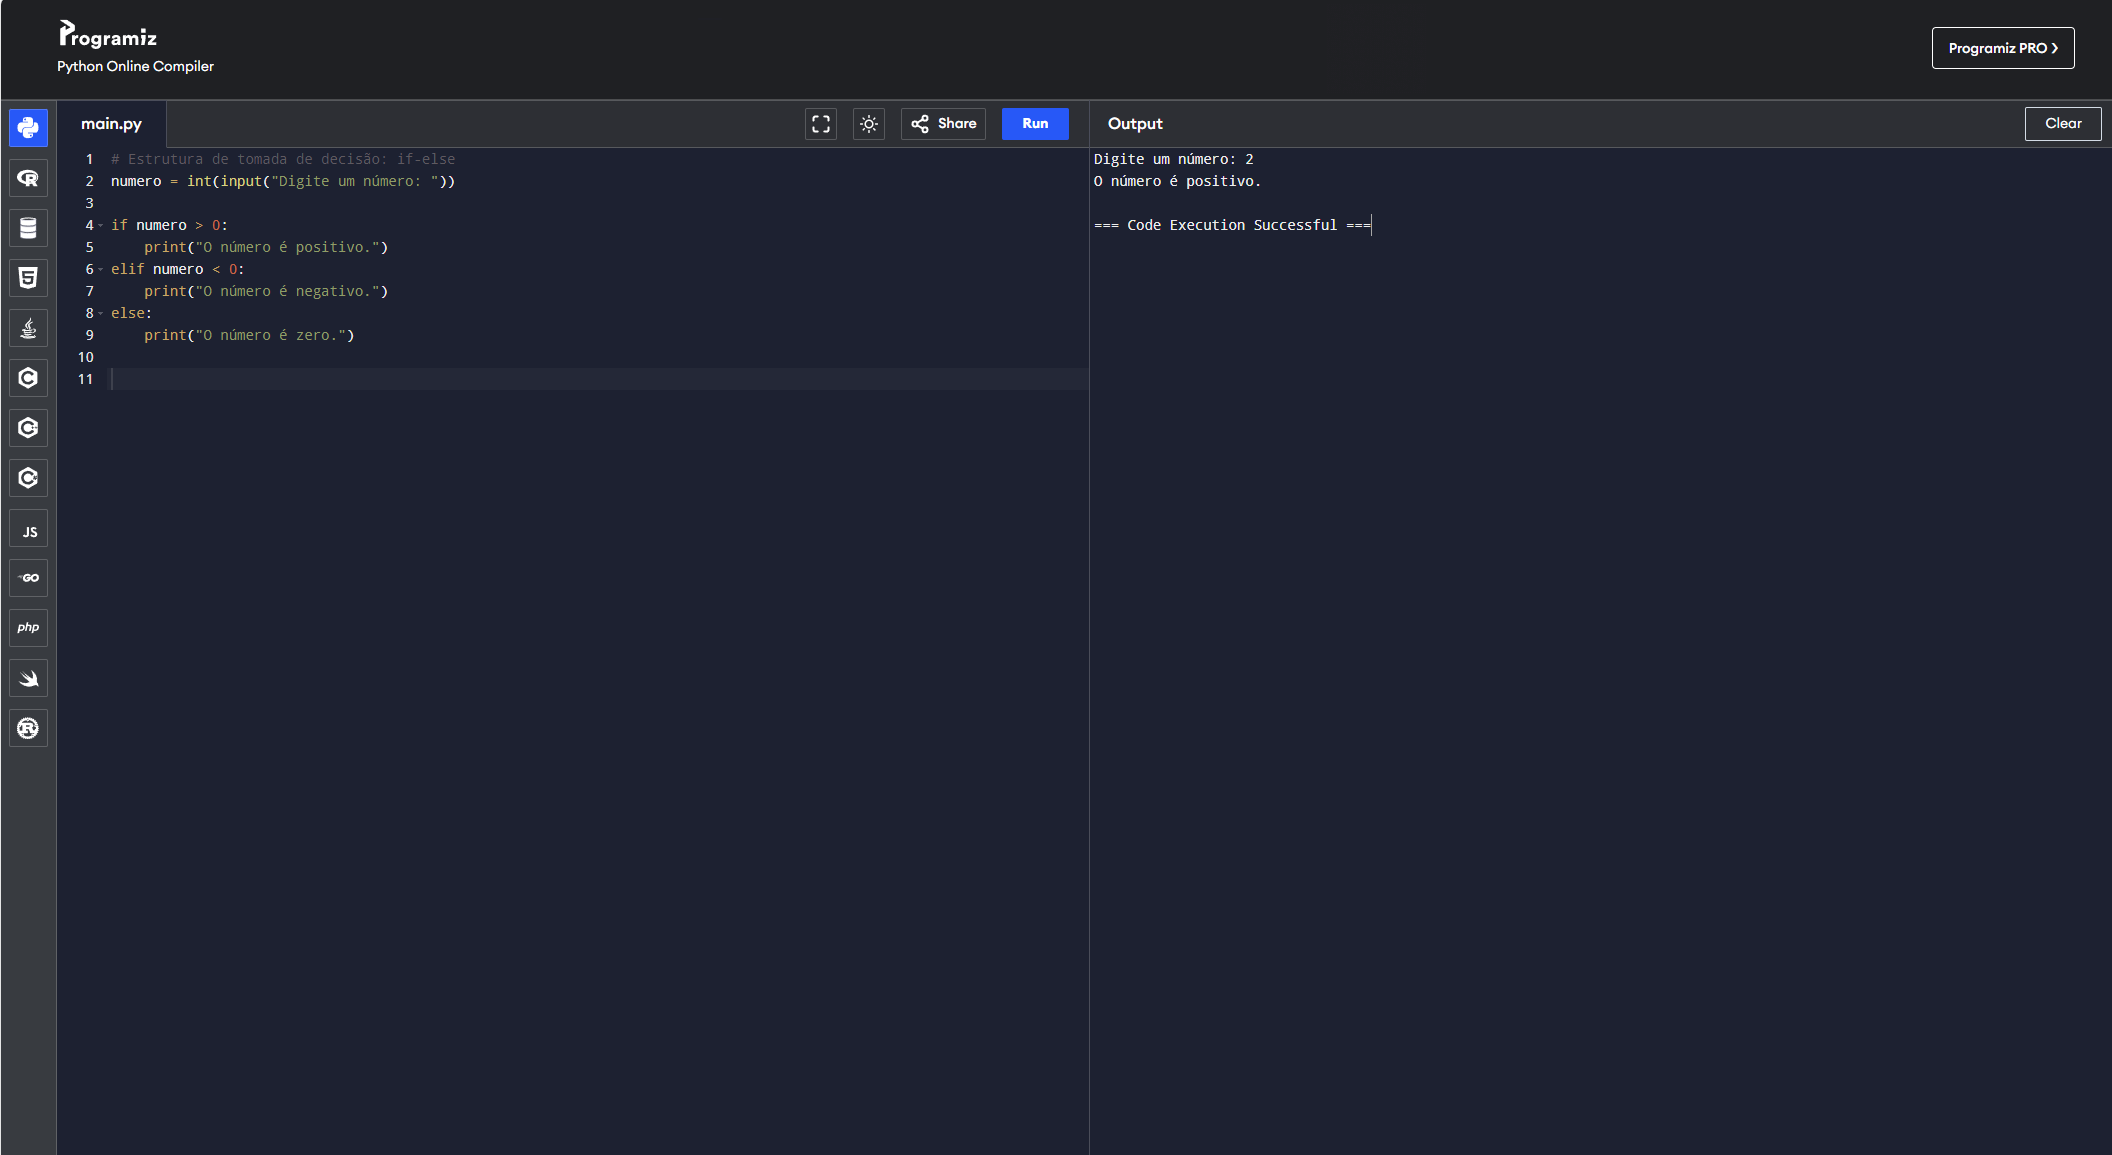 Programiz
Python Online Compiler
Programiz PRO ❯
main.py
Share
Run
Output
Clear
1 # Estrutura de tomada de decisão: if-else
2 numero = int(input("Digite um número: "))
3
4 if numero > 0:
5     print("O número é positivo.")
6 elif numero < 0:
7     print("O número é negativo.")
8 else:
9     print("O número é zero.")
10
11
Digite um número: 2
O número é positivo.
=== Code Execution Successful ===
R
5
C
C
C
JS
GO
php
R